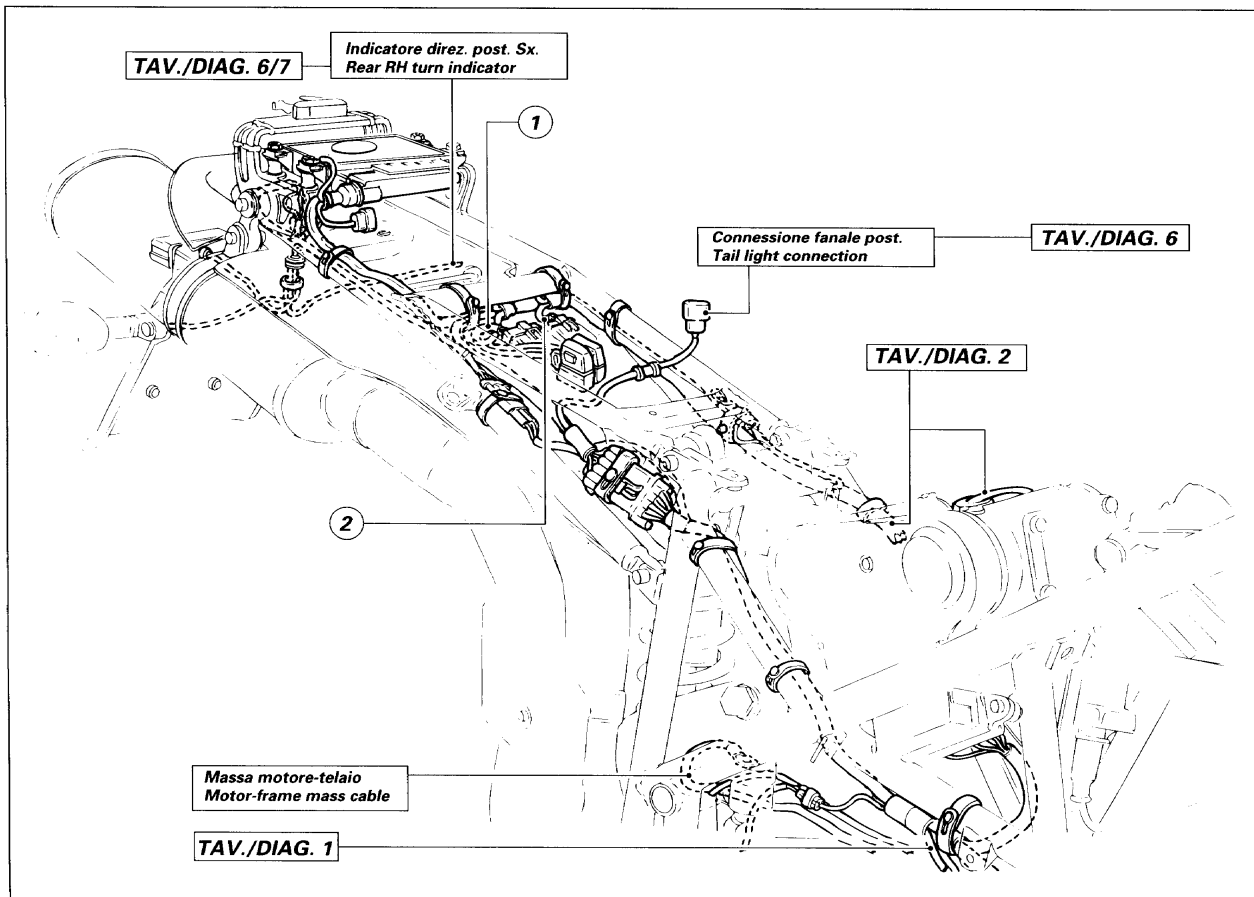 TAV./DIAG. 6/7
Indicatore direz. post. Sx.
Rear RH turn indicator
1
Connessione fanale post.
Tail light connection
TAV./DIAG. 6
TAV./DIAG. 2
2
Massa motore-telaio
Motor-frame mass cable
TAV./DIAG. 1